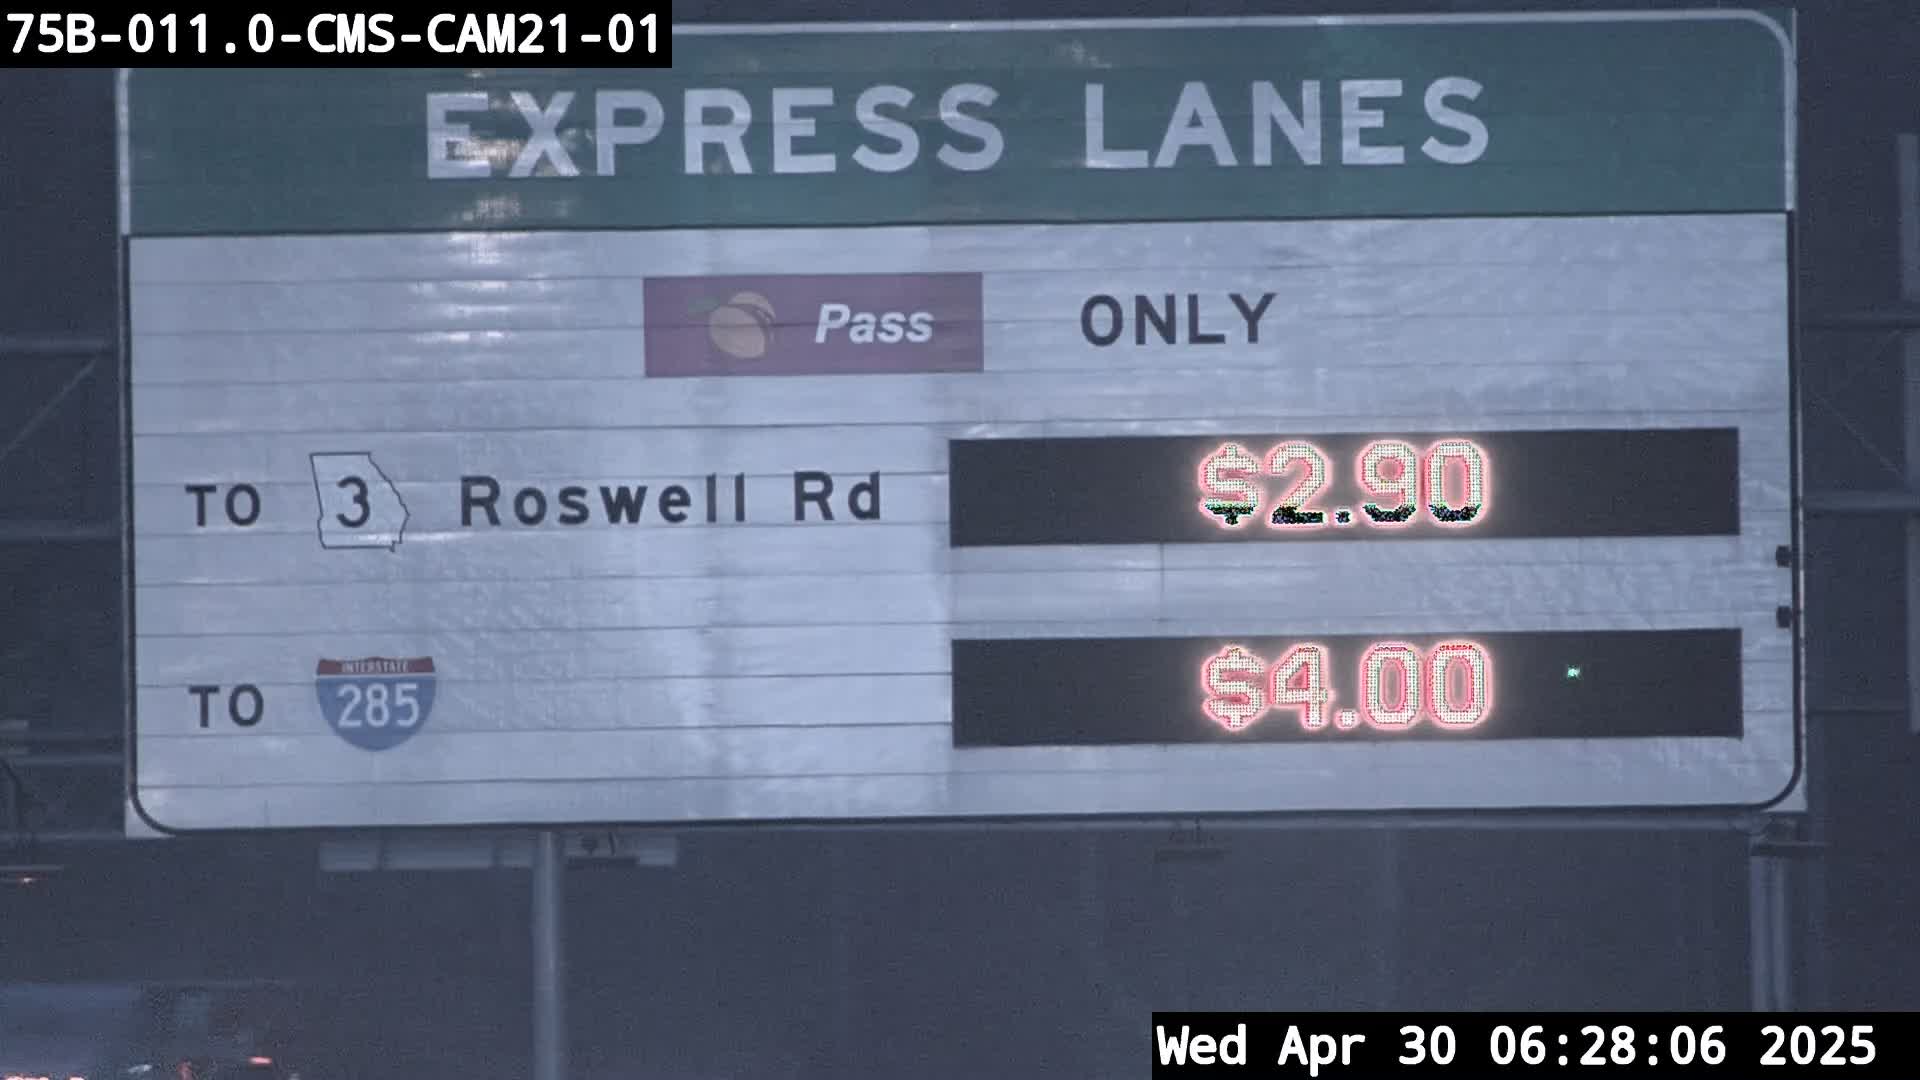 75B-011.0-CMS-CAM21-01
EXPRESS LANES
Pass ONLY
TO 3 Roswell Rd $2.90
INTERSTATE
TO 285 $4.00
Wed Apr 30 06:28:06 2025